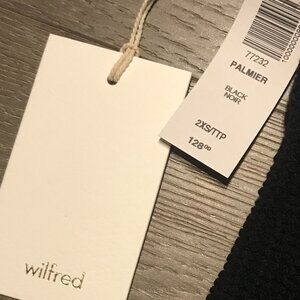 77232
PALMIER
BLACK
NOIR
2XS/TTP
128.00
wilfred